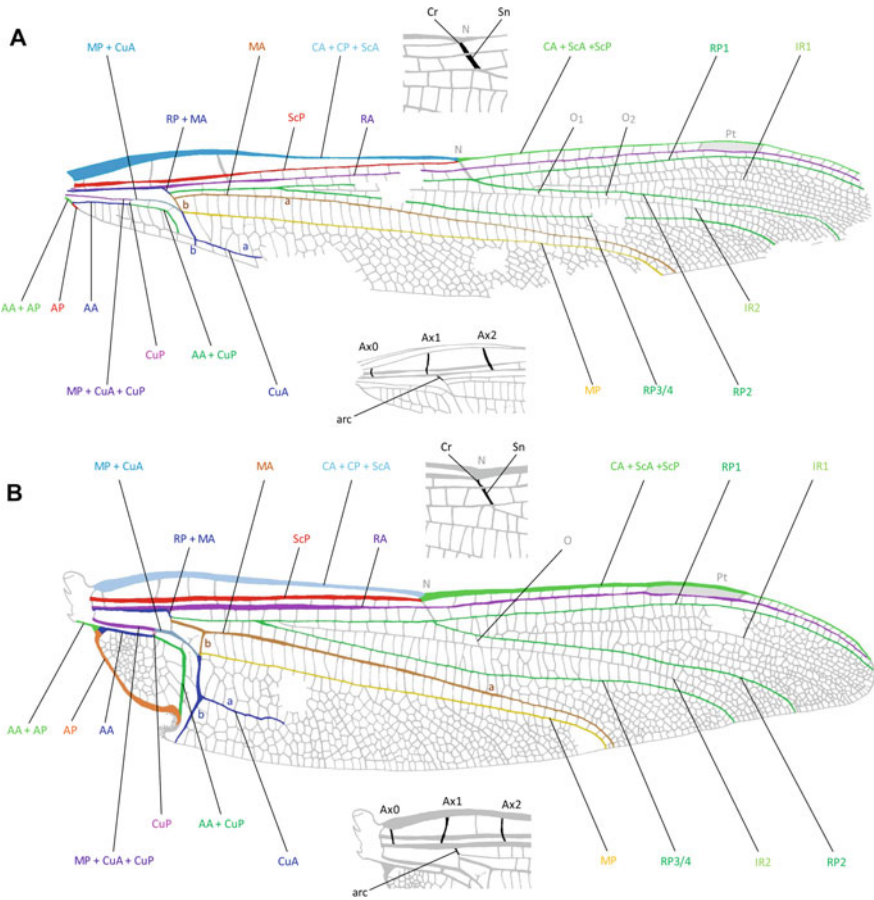 Cr Sn
A N
MP + CuA MA CA + CP + ScA CA + ScA +ScP RP1 IR1
RP + MA ScP RA N O1 O2 Pt
a
b
b a
AA + AP AP AA IR2
Ax0 Ax1 Ax2
CuP AA + CuP
MP + CuA + CuP CuA MP RP3/4 RP2
arc
Cr Sn
N
B MP + CuA MA CA + CP + ScA CA + ScA +ScP RP1 IR1
RP + MA ScP RA O
N Pt
b
a
a
b
AA + AP AP AA
Ax0 Ax1 Ax2
CuP AA + CuP
MP + CuA + CuP CuA MP RP3/4 IR2 RP2
arc